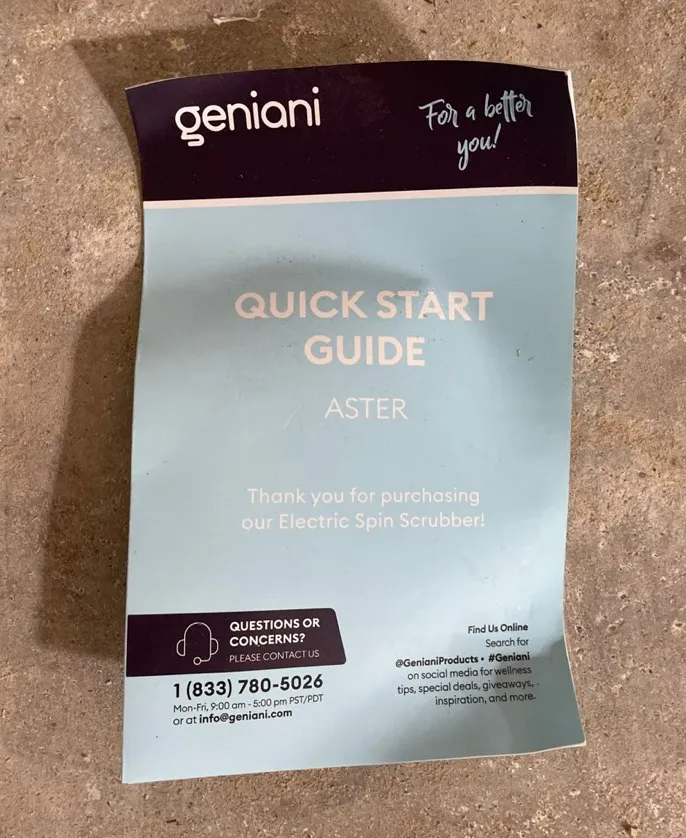 geniani
For a better
you!
QUICK START
GUIDE
ASTER
Thank you for purchasing
our Electric Spin Scrubber!
QUESTIONS OR
CONCERNS?
PLEASE CONTACT US
1 (833) 780-5026
Mon-Fri, 9:00 am - 5:00 pm PST/PDT
or at info@geniani.com
Find Us Online
Search for
@GenianiProducts • #Geniani
on social media for wellness
tips, special deals, giveaways,
inspiration, and more.